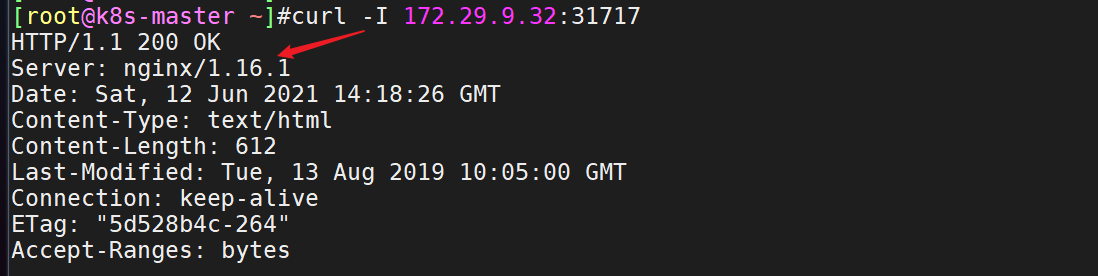 [root@k8s-master ~]#curl -I 172.29.9.32:31717
HTTP/1.1 200 OK
Server: nginx/1.16.1
Date: Sat, 12 Jun 2021 14:18:26 GMT
Content-Type: text/html
Content-Length: 612
Last-Modified: Tue, 13 Aug 2019 10:05:00 GMT
Connection: keep-alive
ETag: "5d528b4c-264"
Accept-Ranges: bytes